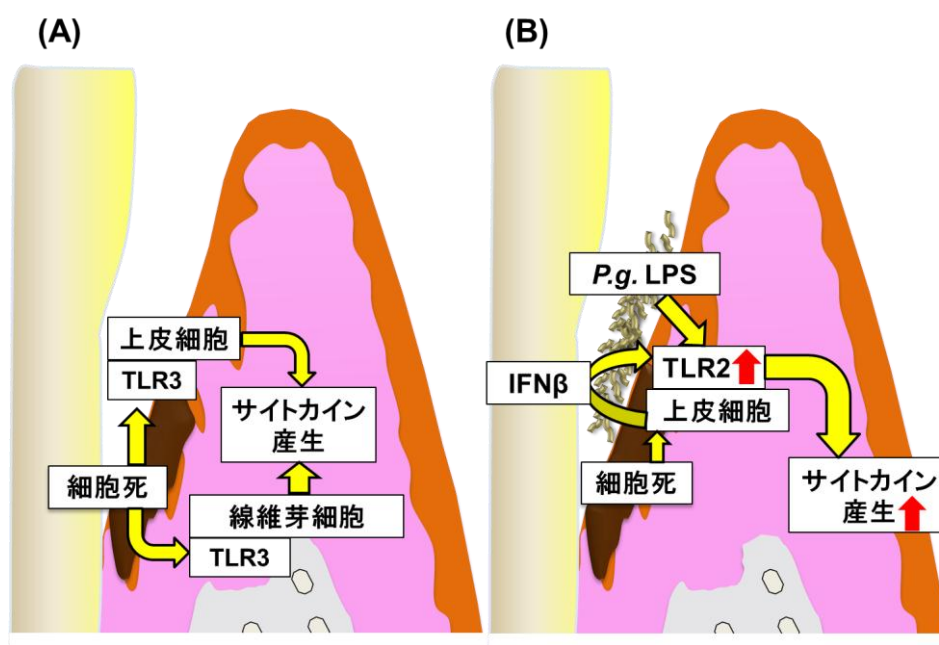 (A)
上皮細胞
TLR3
サイトカイン
産生
細胞死
線維芽細胞
TLR3
(B)
P.g. LPS
IFNβ
TLR2
上皮細胞
細胞死
サイトカイン
産生